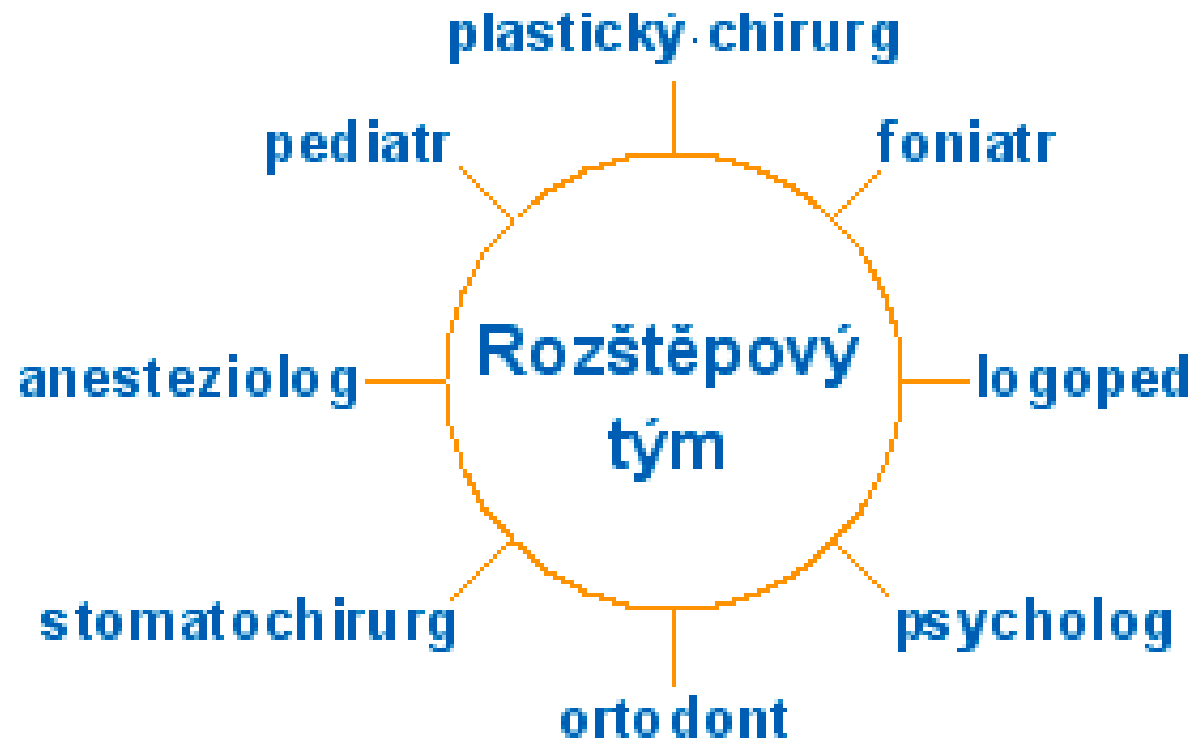 plastický chirurg
pediatr
foniatr
anesteziolog
Rozštěpový
tým
logoped
stomatochirurg
psycholog
ortodont